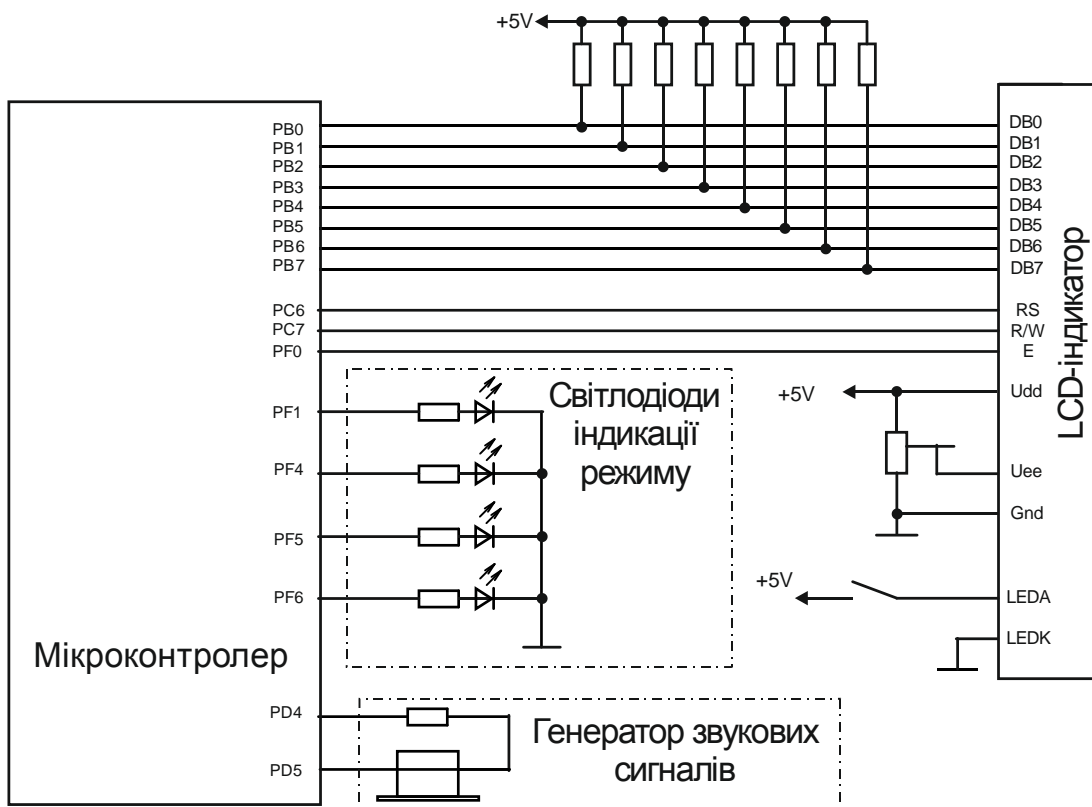 +5V
PB0
PB1
PB2
PB3
PB4
PB5
PB6
PB7
PC6
PC7
PF0
PF1
PF4
PF5
PF6
Мікроконтролер
PD4
PD5
Світлодіоди
індикації
режиму
Генератор звукових
сигналів
+5V
+5V
DB0
DB1
DB2
DB3
DB4
DB5
DB6
DB7
RS
R/W
E
Udd
Uee
Gnd
LEDA
LEDK
LCD-індикатор